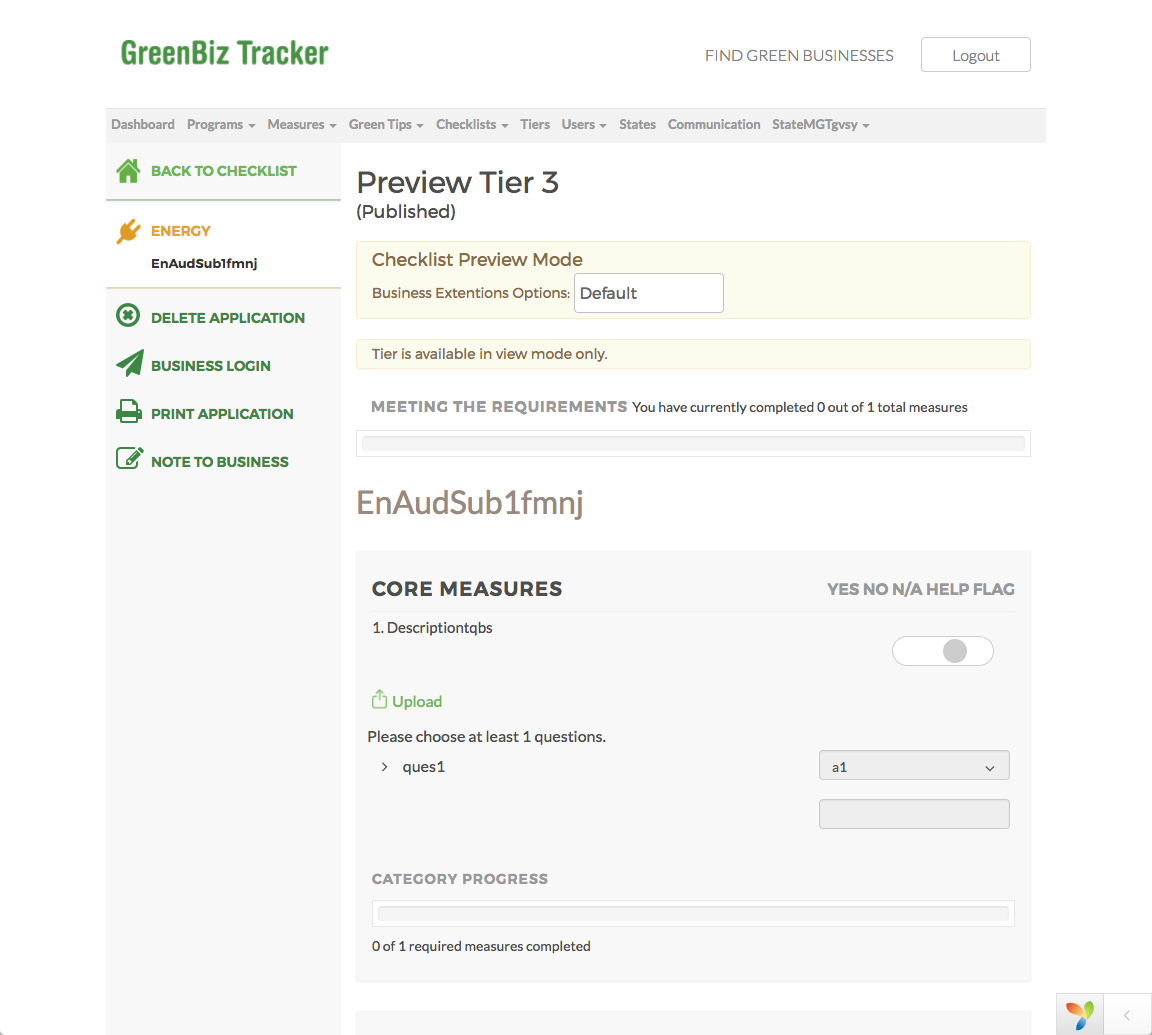 GreenBiz Tracker
FIND GREEN BUSINESSES
Logout
Dashboard Programs Measures Green Tips Checklists Tiers Users States Communication StateMGTgvsy
BACK TO CHECKLIST
ENERGY
EnAudSub1fmnj
DELETE APPLICATION
BUSINESS LOGIN
PRINT APPLICATION
NOTE TO BUSINESS
Preview Tier 3
(Published)
Checklist Preview Mode
Business Extentions Options: Default
Tier is available in view mode only.
MEETING THE REQUIREMENTS You have currently completed 0 out of 1 total measures
EnAudSub1fmnj
CORE MEASURES YES NO N/A HELP FLAG
1. Descriptiontqbs
Upload
Please choose at least 1 questions.
ques1 a1
CATEGORY PROGRESS
0 of 1 required measures completed